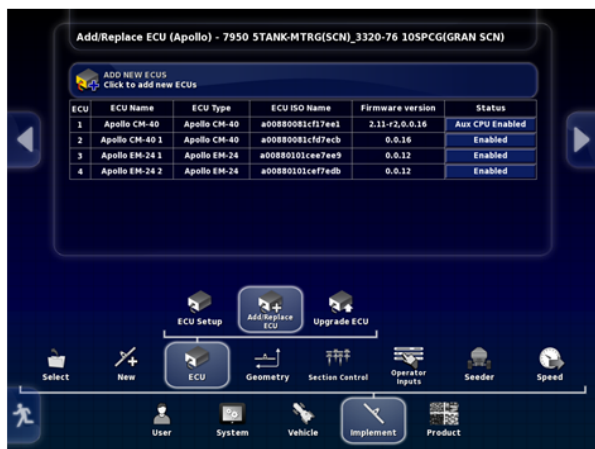 Add/Replace ECU (Apollo) - 7950 5TANK-MTRG(SCN)_3320-76 10SPCG(GRAN SCN)
ADD NEW ECUS
Click to add new ECUs
ECU ECU Name ECU Type ECU ISO Name Firmware version Status
1 Apollo CM-40 Apollo CM-40 a00880081cf17ee1 2.11-r2,0.0.16 Aux CPU Enabled
2 Apollo CM-40 1 Apollo CM-40 a00880081cfd7ecb 0.0.16 Enabled
3 Apollo EM-24 1 Apollo EM-24 a00880101cee7ee9 0.0.12 Enabled
4 Apollo EM-24 2 Apollo EM-24 a00880101cef7edb 0.0.12 Enabled
ECU Setup Add/Replace ECU Upgrade ECU
Select New ECU Geometry Section Control Operator Inputs Seeder Speed
User System Vehicle Implement Product